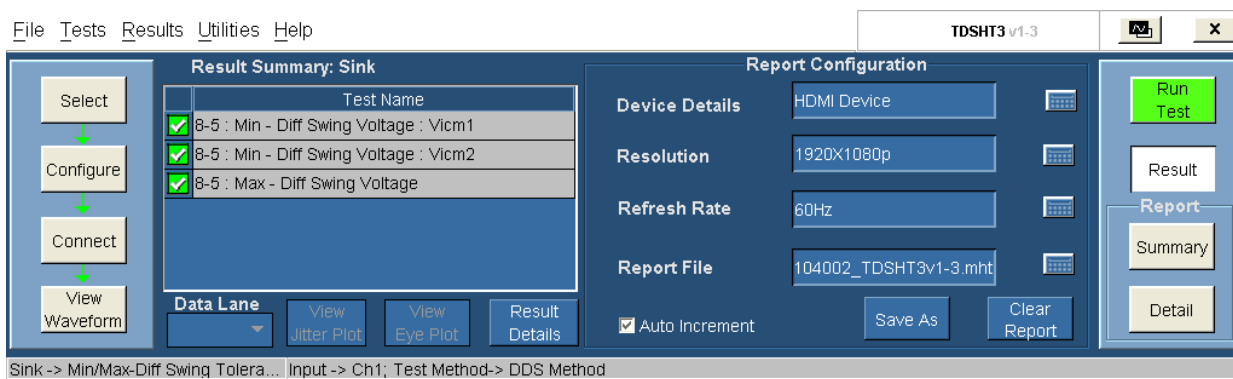 File Tests Results Utilities Help
TDSHT3 v1-3
x
Select
Configure
Connect
View
Waveform
Result Summary: Sink
Test Name
8-5 : Min - Diff Swing Voltage : Vicm1
8-5 : Min - Diff Swing Voltage : Vicm2
8-5 : Max - Diff Swing Voltage
Data Lane
View
Jitter Plot
View
Eye Plot
Result
Details
Report Configuration
Device Details
HDMI Device
Resolution
1920X1080p
Refresh Rate
60Hz
Report File
104002_TDSHT3v1-3.mht
Auto Increment
Save As
Clear
Report
Run
Test
Result
Report
Summary
Detail
Sink -> Min/Max-Diff Swing Tolera... Input -> Ch1; Test Method-> DDS Method